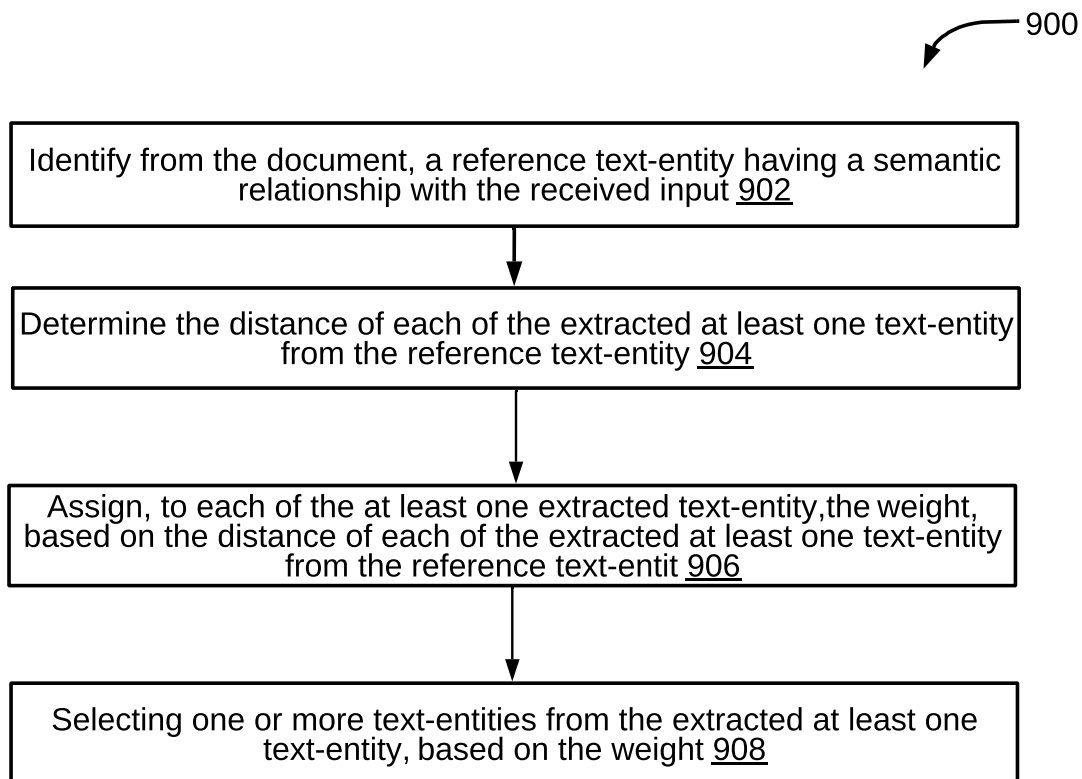 900
Identify from the document, a reference text-entity having a semantic
relationship with the received input 902
Determine the distance of each of the extracted at least one text-entity
from the reference text-entity 904
Assign, to each of the at least one extracted text-entity,the weight,
based on the distance of each of the extracted at least one text-entity
from the reference text-entit 906
Selecting one or more text-entities from the extracted at least one
text-entity, based on the weight 908